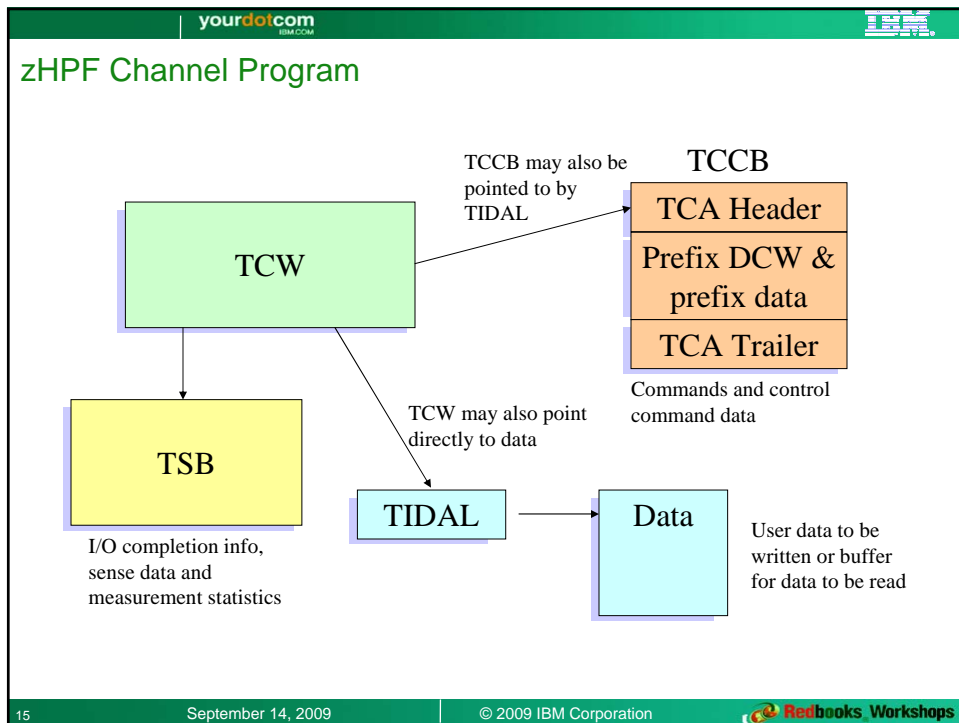 yourdotcom
IBM.COM
IBM.
zHPF Channel Program
TCCB may also be
pointed to by
TIDAL
TCCB
TCA Header
Prefix DCW &
prefix data
TCA Trailer
Commands and control
command data
TCW
TCW may also point
directly to data
TSB
I/O completion info,
sense data and
measurement statistics
TIDAL
Data
User data to be
written or buffer
for data to be read
15
September 14, 2009
© 2009 IBM Corporation
Redbooks Workshops